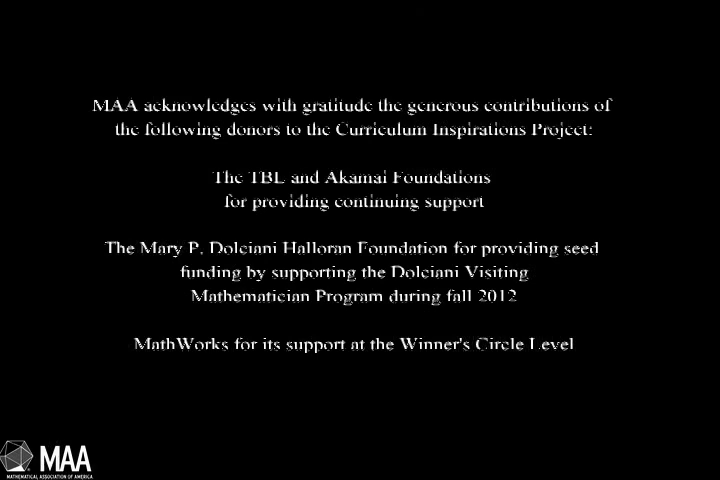 MAA acknowledges with gratitude the generous contributions of
the following donors to the Curriculum Inspirations Project:
The TBL and Akamai Foundations
for providing continuing support
The Mary P. Dolciani Halloran Foundation for providing seed
funding by supporting the Dolciani Visiting
Mathematician Program during fall 2012
MathWorks for its support at the Winner's Circle Level
MAA
MATHEMATICAL ASSOCIATION OF AMERICA